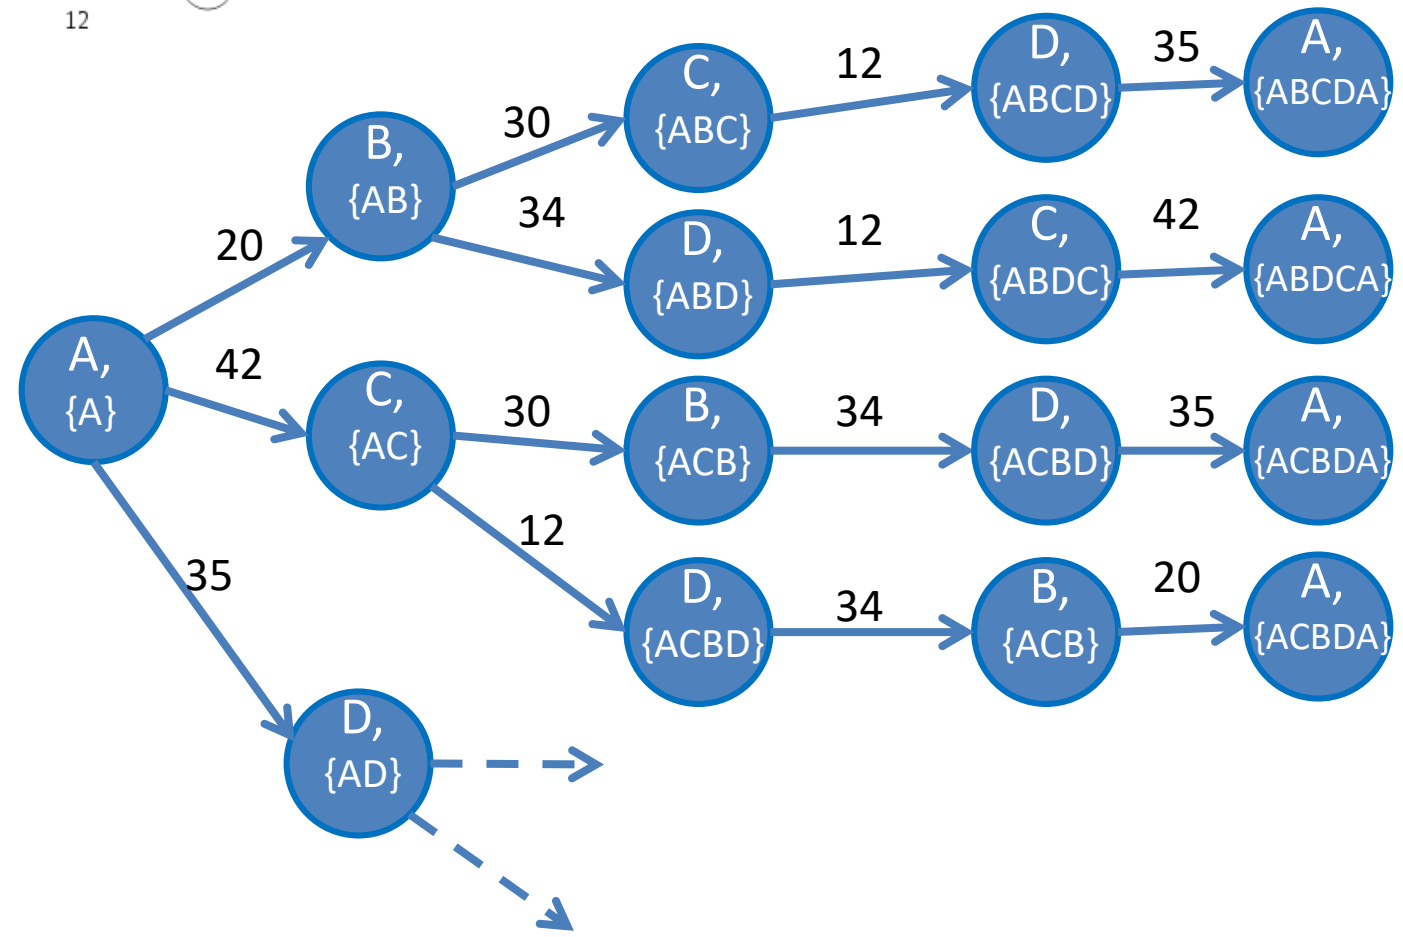 12
A,
{A}
20
42
35
B,
{AB}
C,
{AC}
D,
{AD}
30
34
30
12
C,
{ABC}
D,
{ABD}
B,
{ACB}
D,
{ACBD}
12
12
34
34
D,
{ABCD}
C,
{ABDC}
D,
{ACBD}
B,
{ACB}
35
42
35
20
A,
{ABCDA}
A,
{ABDCA}
A,
{ACBDA}
A,
{ACBDA}